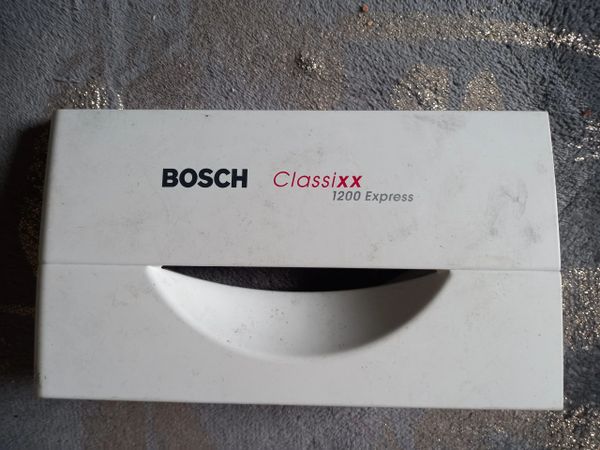 BOSCH Classixx
1200 Express